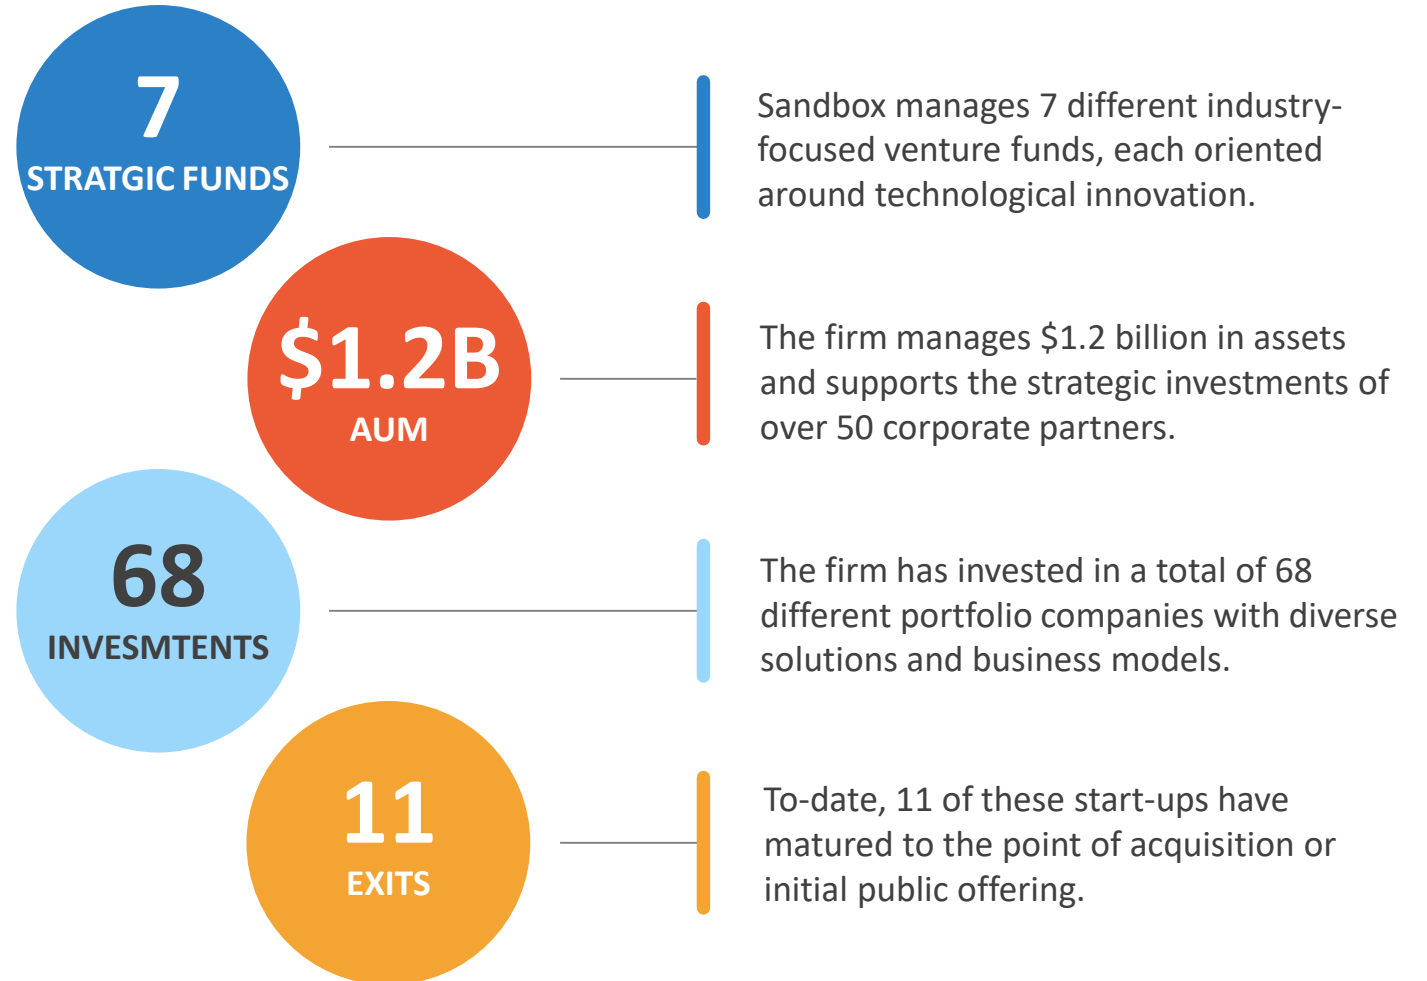 7
STRATGIC FUNDS
Sandbox manages 7 different industry-
focused venture funds, each oriented
around technological innovation.
$1.2B
AUM
The firm manages $1.2 billion in assets
and supports the strategic investments of
over 50 corporate partners.
68
INVESMTENTS
The firm has invested in a total of 68
different portfolio companies with diverse
solutions and business models.
11
EXITS
To-date, 11 of these start-ups have
matured to the point of acquisition or
initial public offering.